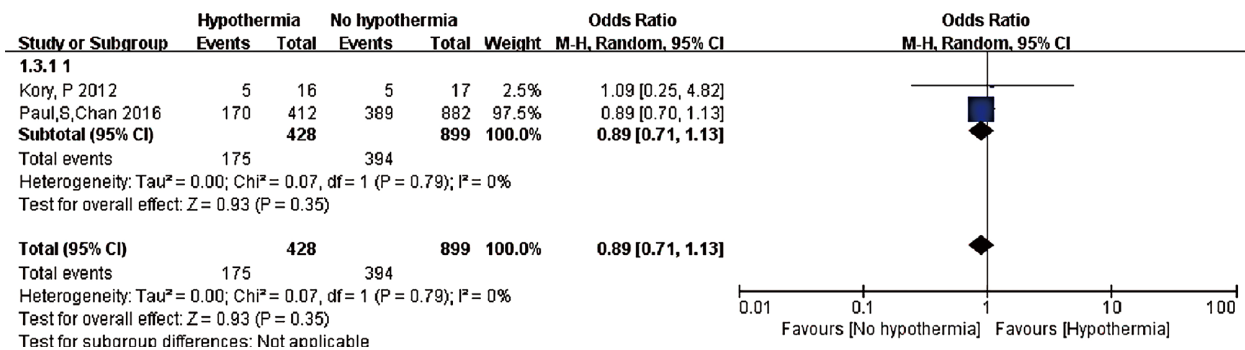 Hypothermia No hypothermia Odds Ratio Odds Ratio
Study or Subgroup Events Total Events Total Weight M-H, Random, 95% CI M-H, Random, 95% CI
1.3.1 1
Kory, P 2012 5 16 5 17 2.5% 1.09 [0.25, 4.82]
Paul,S,Chan 2016 170 412 389 882 97.5% 0.89 [0.70, 1.13]
Subtotal (95% CI) 428 899 100.0% 0.89 [0.71, 1.13]
Total events 175 394
Heterogeneity: Tau² = 0.00; Chi² = 0.07, df = 1 (P = 0.79); I² = 0%
Test for overall effect: Z = 0.93 (P = 0.35)
Total (95% CI) 428 899 100.0% 0.89 [0.71, 1.13]
Total events 175 394
Heterogeneity: Tau² = 0.00; Chi² = 0.07, df = 1 (P = 0.79); I² = 0%
Test for overall effect: Z = 0.93 (P = 0.35)
Test for subgroup differences: Not applicable
0.01 0.1 1 10 100
Favours [No hypothermia] Favours [Hypothermia]